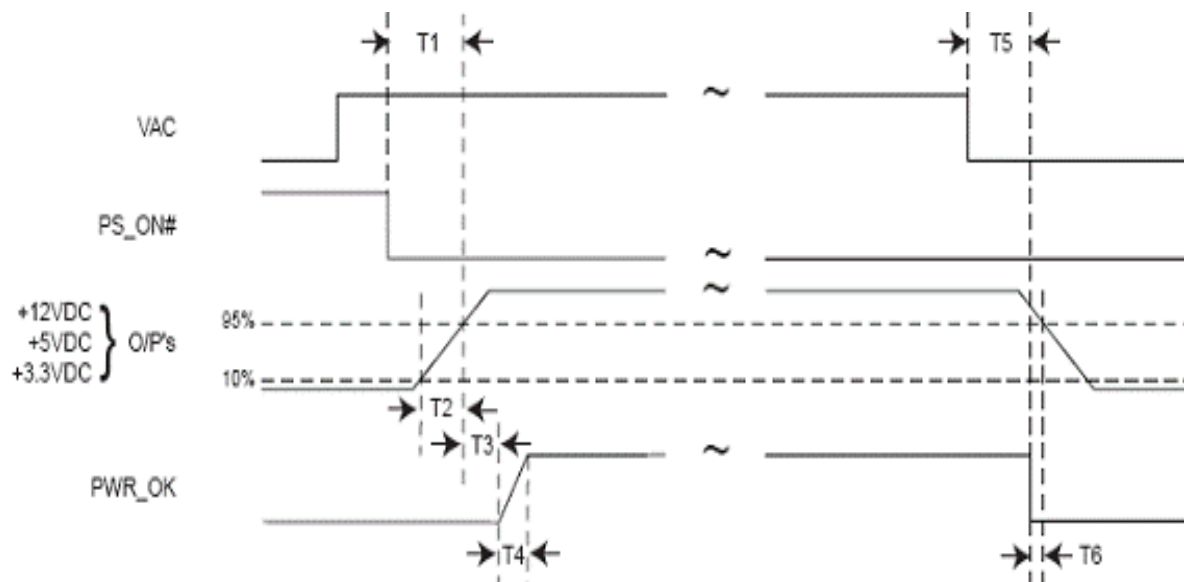 T1
T5
VAC
~
PS_ON#
~
+12VDC
+5VDC
+3.3VDC
} O/P's
95%
10%
~
T2
T3
PWR_OK
~
T4
T6